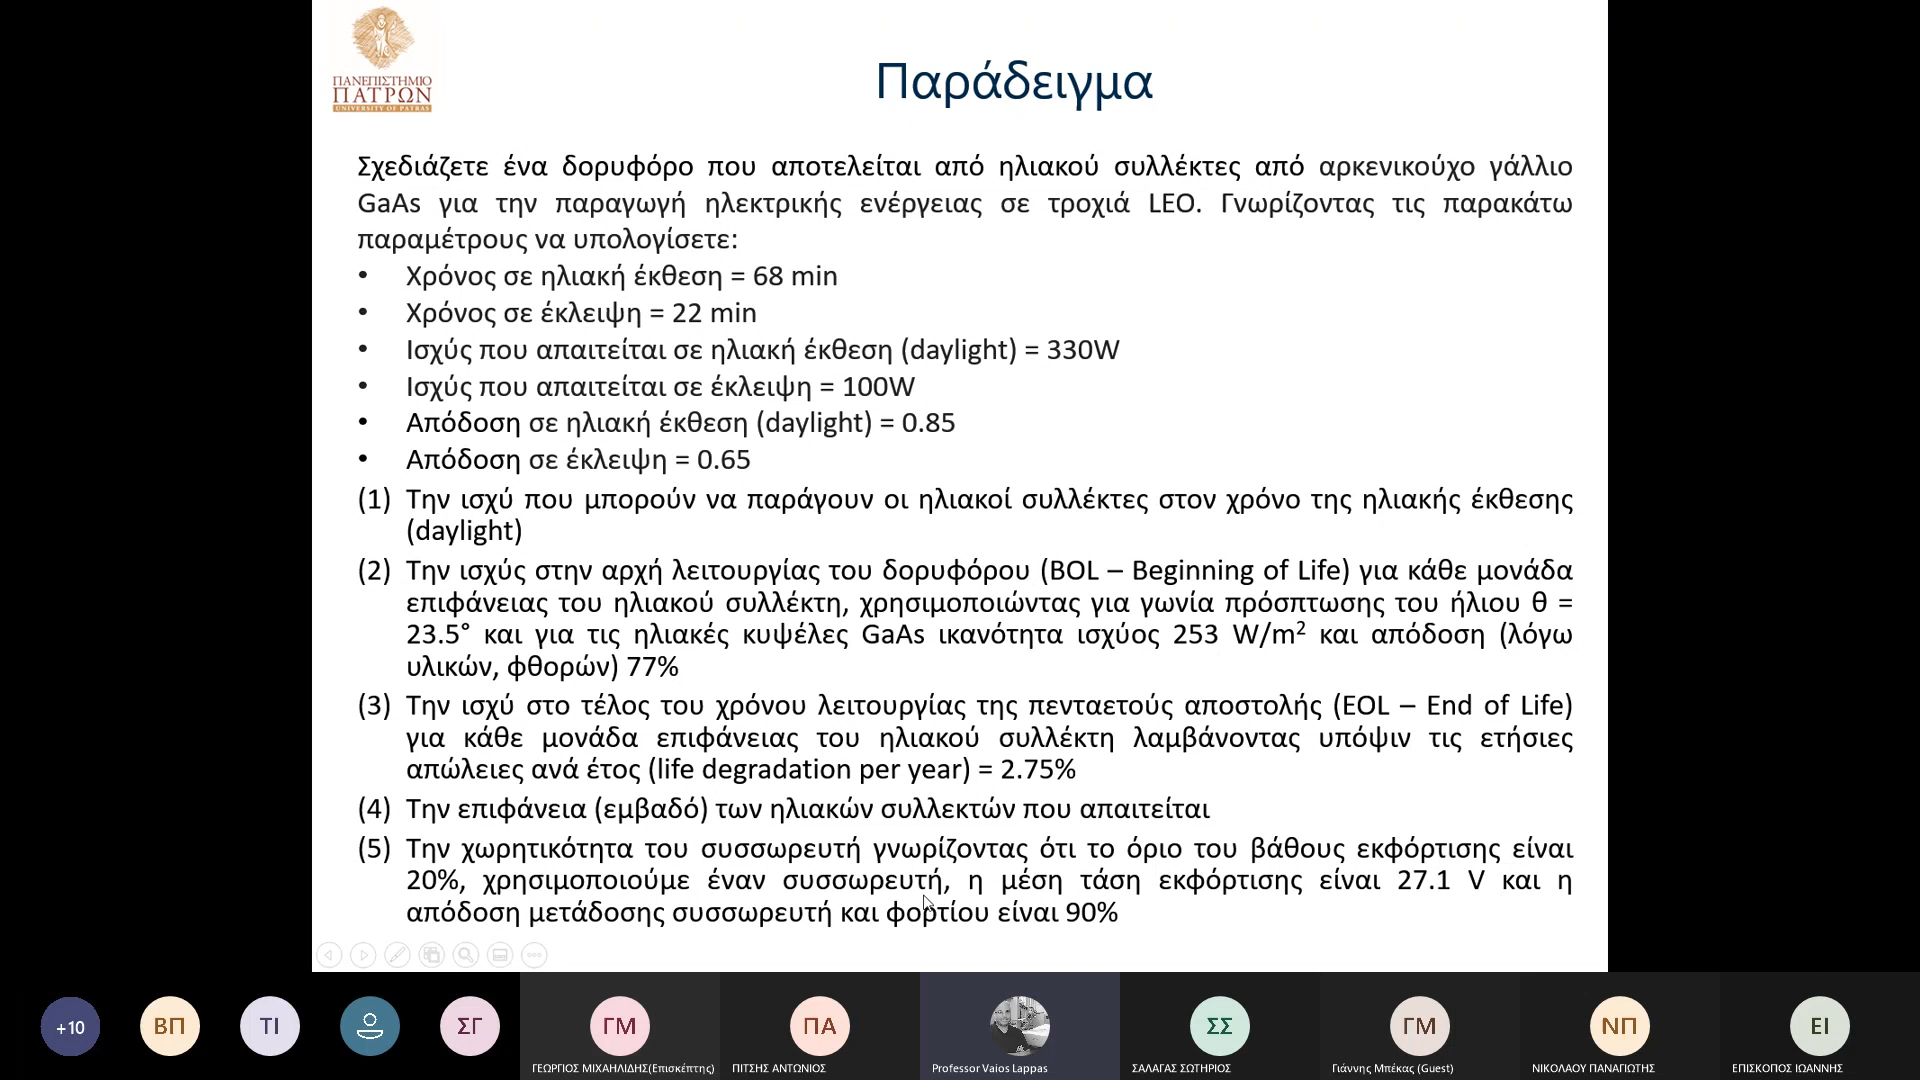 ΠΑΝΕΠΙΣΤΗΜΙΟ
ΠΑΤΡΩΝ
UNIVERSITY OF PATRAS
Παράδειγμα
Σχεδιάζετε ένα δορυφόρο που αποτελείται από ηλιακού συλλέκτες από αρκενικούχο γάλλιο
GaAs για την παραγωγή ηλεκτρικής ενέργειας σε τροχιά LEO. Γνωρίζοντας τις παρακάτω
παραμέτρους να υπολογίσετε:
• Χρόνος σε ηλιακή έκθεση = 68 min
• Χρόνος σε έκλειψη = 22 min
• Ισχύς που απαιτείται σε ηλιακή έκθεση (daylight) = 330W
• Ισχύς που απαιτείται σε έκλειψη = 100W
• Απόδοση σε ηλιακή έκθεση (daylight) = 0.85
• Απόδοση σε έκλειψη = 0.65
(1) Την ισχύ που μπορούν να παράγουν οι ηλιακοί συλλέκτες στον χρόνο της ηλιακής έκθεσης
(daylight)
(2) Την ισχύς στην αρχή λειτουργίας του δορυφόρου (BOL – Beginning of Life) για κάθε μονάδα
επιφάνειας του ηλιακού συλλέκτη, χρησιμοποιώντας για γωνία πρόσπτωσης του ήλιου θ =
23.5° και για τις ηλιακές κυψέλες GaAs ικανότητα ισχύος 253 W/m² και απόδοση (λόγω
υλικών, φθορών) 77%
(3) Την ισχύ στο τέλος του χρόνου λειτουργίας της πενταετούς αποστολής (EOL – End of Life)
για κάθε μονάδα επιφάνειας του ηλιακού συλλέκτη λαμβάνοντας υπόψιν τις ετήσιες
απώλειες ανά έτος (life degradation per year) = 2.75%
(4) Την επιφάνεια (εμβαδό) των ηλιακών συλλεκτών που απαιτείται
(5) Την χωρητικότητα του συσσωρευτή γνωρίζοντας ότι το όριο του βάθους εκφόρτισης είναι
20%, χρησιμοποιούμε έναν συσσωρευτή, η μέση τάση εκφόρτισης είναι 27.1 V και η
απόδοση μετάδοσης συσσωρευτή και φορτίου είναι 90%
+10 ΒΠ ΤΙ ΣΓ ΓΜ ΠΑ ΣΣ ΓΜ ΝΠ ΕΙ
ΓΕΩΡΓΙΟΣ ΜΙΧΑΗΛΙΔΗΣ(Επισκέπτης) ΠΙΤΣΗΣ ΑΝΤΩΝΙΟΣ Professor Vaios Lappas ΣΑΛΑΓΑΣ ΣΩΤΗΡΙΟΣ Γιάννης Μπέκας (Guest) ΝΙΚΟΛΑΟΥ ΠΑΝΑΓΙΩΤΗΣ ΕΠΙΣΚΟΠΟΣ ΙΩΑΝΝΗΣ